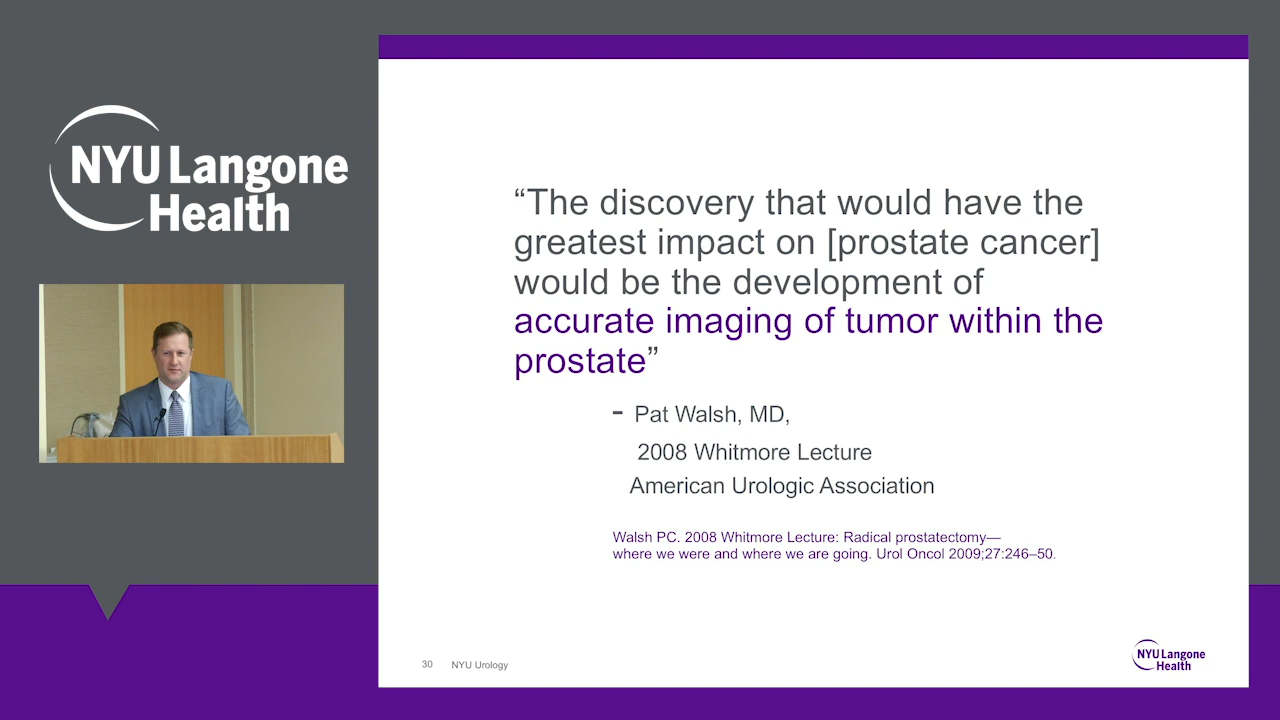 NYU Langone
Health
“The discovery that would have the
greatest impact on [prostate cancer]
would be the development of
accurate imaging of tumor within the
prostate”
- Pat Walsh, MD,
2008 Whitmore Lecture
American Urologic Association
Walsh PC. 2008 Whitmore Lecture: Radical prostatectomy—
where we were and where we are going. Urol Oncol 2009;27:246–50.
30 NYU Urology
NYU Langone
Health